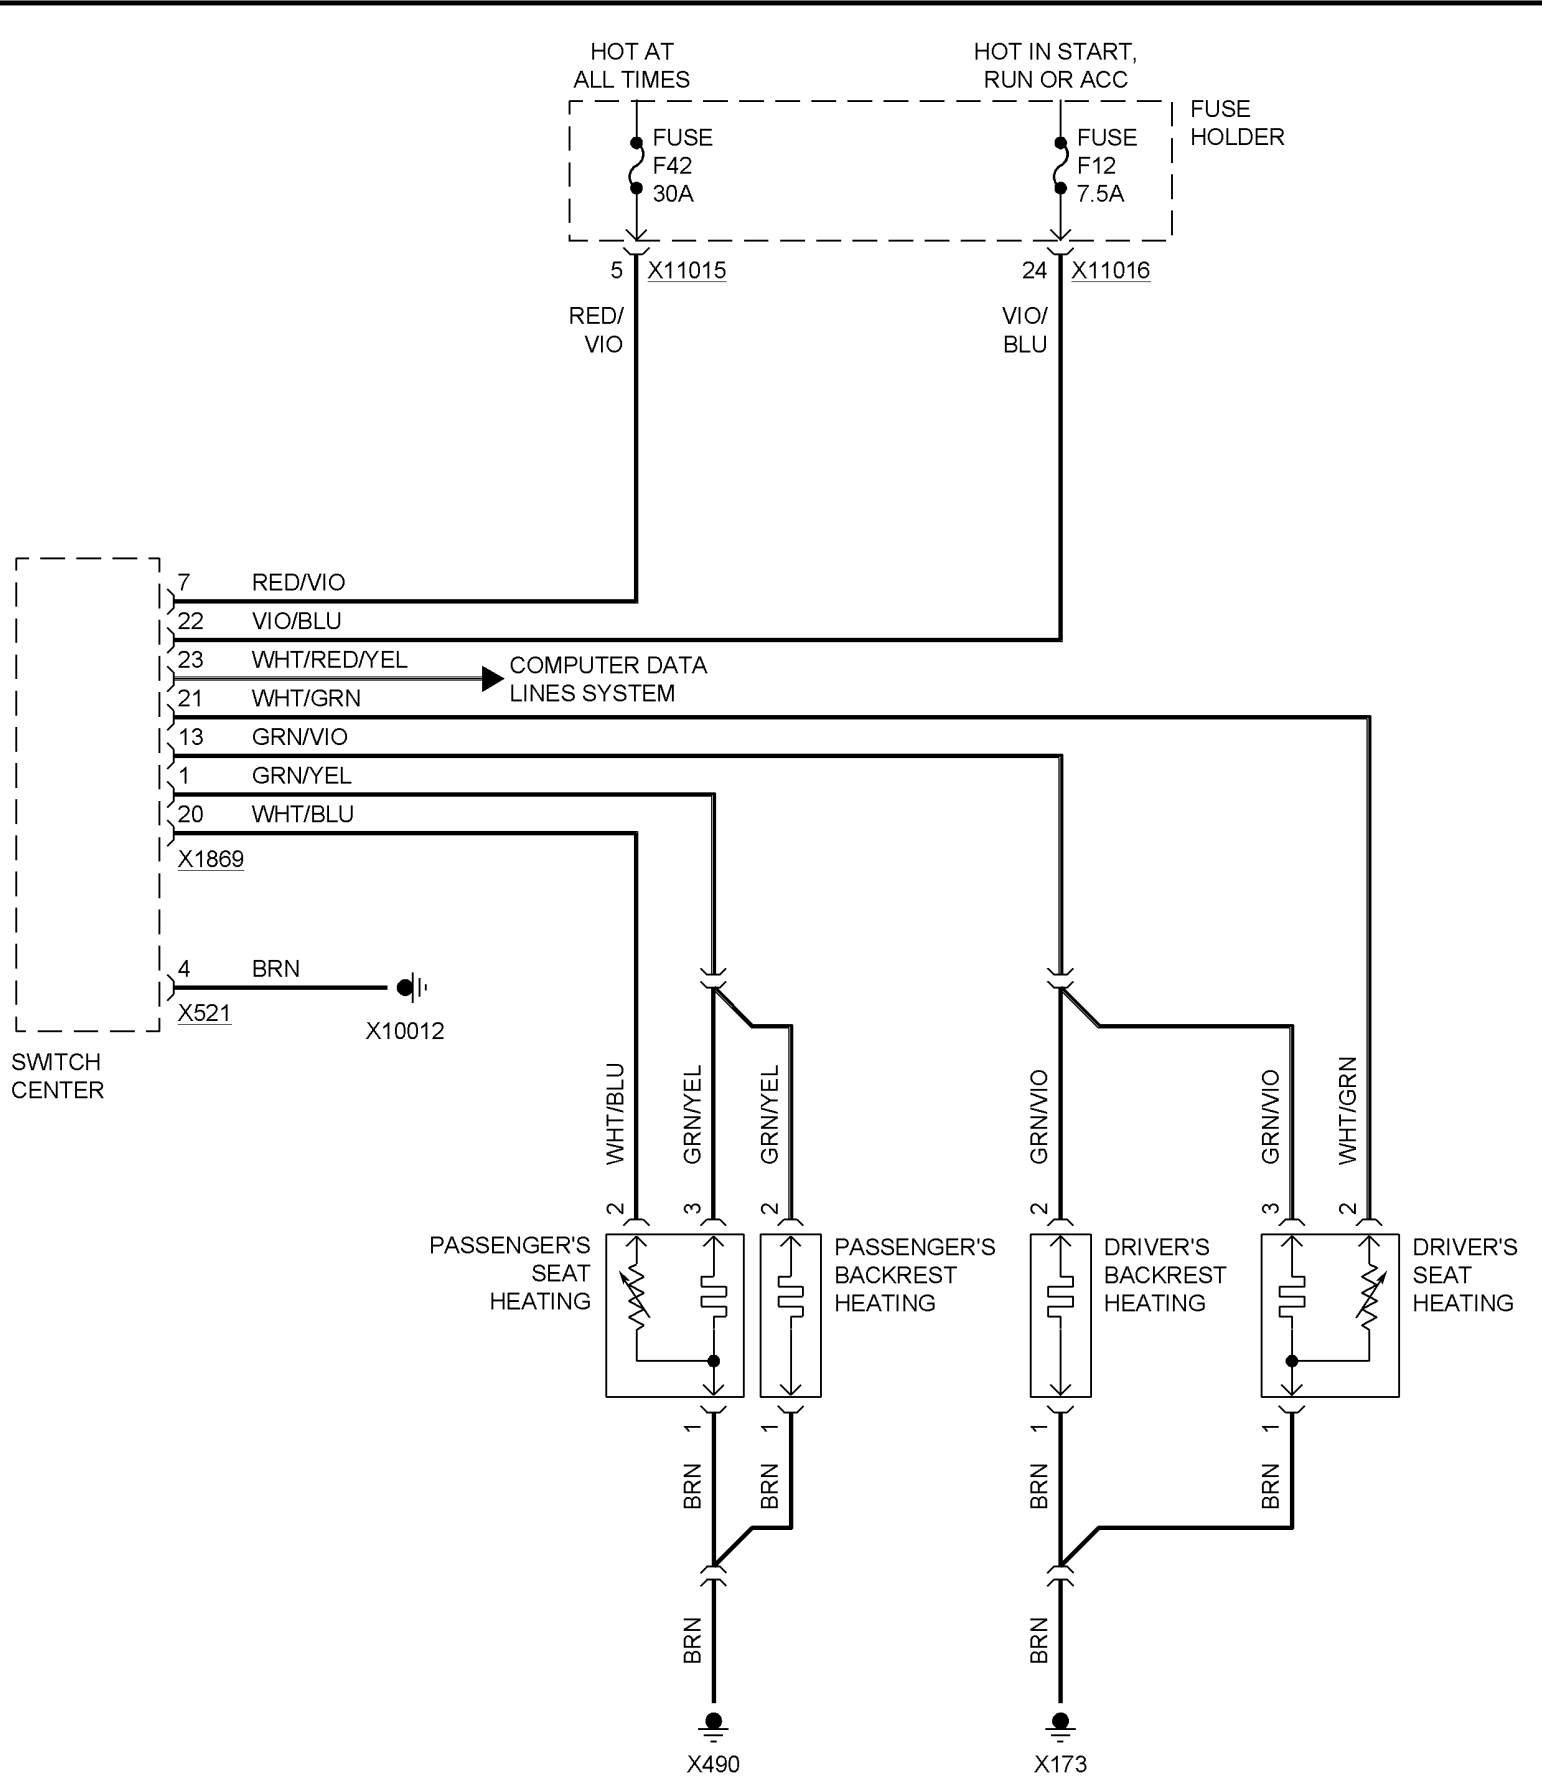 HOT AT
ALL TIMES
HOT IN START,
RUN OR ACC
FUSE
HOLDER
FUSE
F42
30A
FUSE
F12
7.5A
5 X11015
24 X11016
RED/
VIO
VIO/
BLU
7 RED/VIO
22 VIO/BLU
23 WHT/RED/YEL
COMPUTER DATA
LINES SYSTEM
21 WHT/GRN
13 GRN/VIO
1 GRN/YEL
20 WHT/BLU
X1869
4 BRN
X521
X10012
SWITCH
CENTER
WHT/BLU
GRN/YEL
GRN/YEL
GRN/VIO
GRN/VIO
WHT/GRN
2
3
2
2
3
2
PASSENGER'S
SEAT
HEATING
PASSENGER'S
BACKREST
HEATING
DRIVER'S
BACKREST
HEATING
DRIVER'S
SEAT
HEATING
1
1
1
1
BRN
BRN
BRN
BRN
BRN
BRN
X490
X173